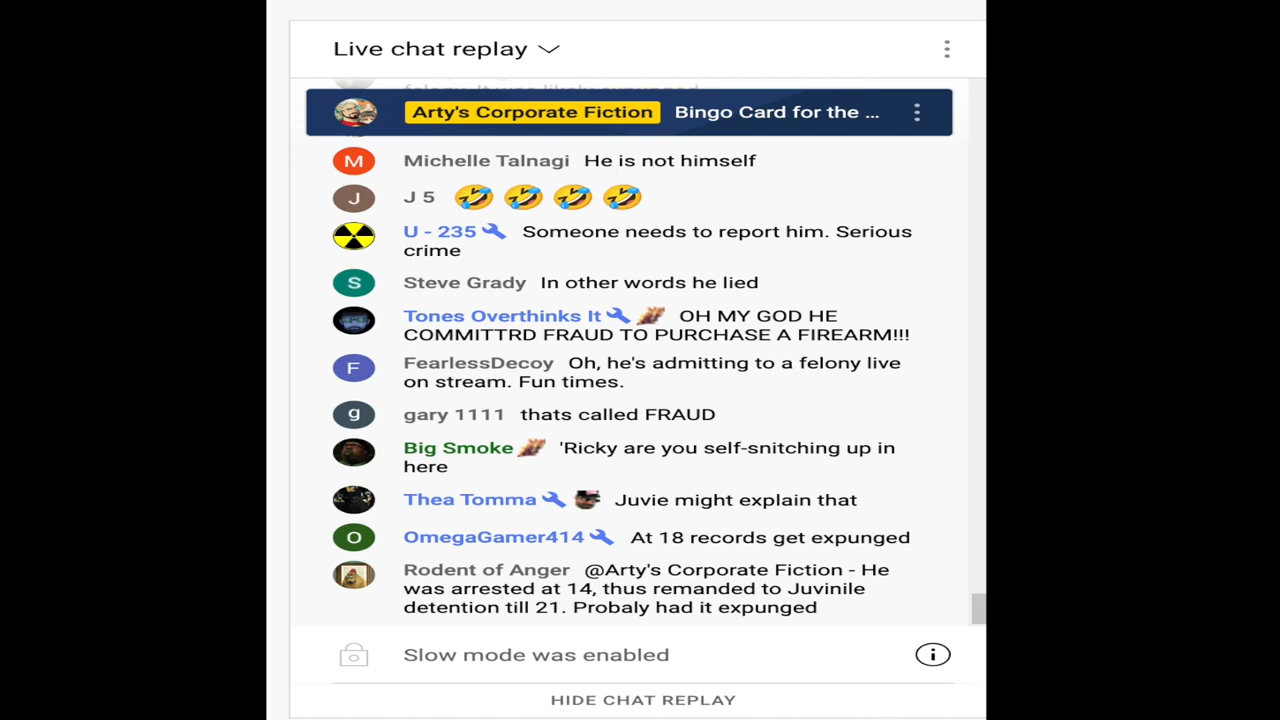 Live chat replay
felony. It was likely expunged
Arty's Corporate Fiction Bingo Card for the ...
M Michelle Talnagi He is not himself
J J 5 🤣 🤣 🤣 🤣
U - 235 Someone needs to report him. Serious
crime
S Steve Grady In other words he lied
Tones Overthinks It OH MY GOD HE
COMMITTRD FRAUD TO PURCHASE A FIREARM!!!
F FearlessDecoy Oh, he's admitting to a felony live
on stream. Fun times.
g gary 1111 thats called FRAUD
Big Smoke 'Ricky are you self-snitching up in
here
Thea Tomma Juvie might explain that
O OmegaGamer414 At 18 records get expunged
Rodent of Anger @Arty's Corporate Fiction - He
was arrested at 14, thus remanded to Juvinile
detention till 21. Probaly had it expunged
Slow mode was enabled
HIDE CHAT REPLAY